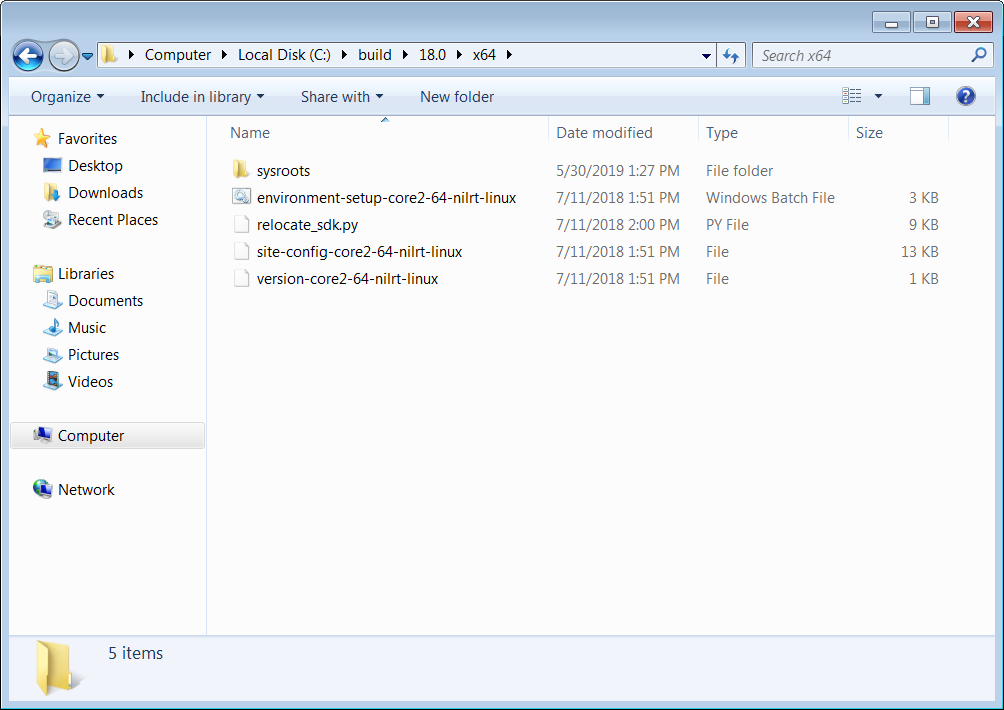 Computer Local Disk (C:) build 18.0 x64 Search x64
Organize Include in library Share with New folder
Favorites
Desktop
Downloads
Recent Places
Libraries
Documents
Music
Pictures
Videos
Computer
Network
Name Date modified Type Size
sysroots 5/30/2019 1:27 PM File folder
environment-setup-core2-64-nilrt-linux 7/11/2018 1:51 PM Windows Batch File 3 KB
relocate_sdk.py 7/11/2018 2:00 PM PY File 9 KB
site-config-core2-64-nilrt-linux 7/11/2018 1:51 PM File 13 KB
version-core2-64-nilrt-linux 7/11/2018 1:51 PM File 1 KB
5 items